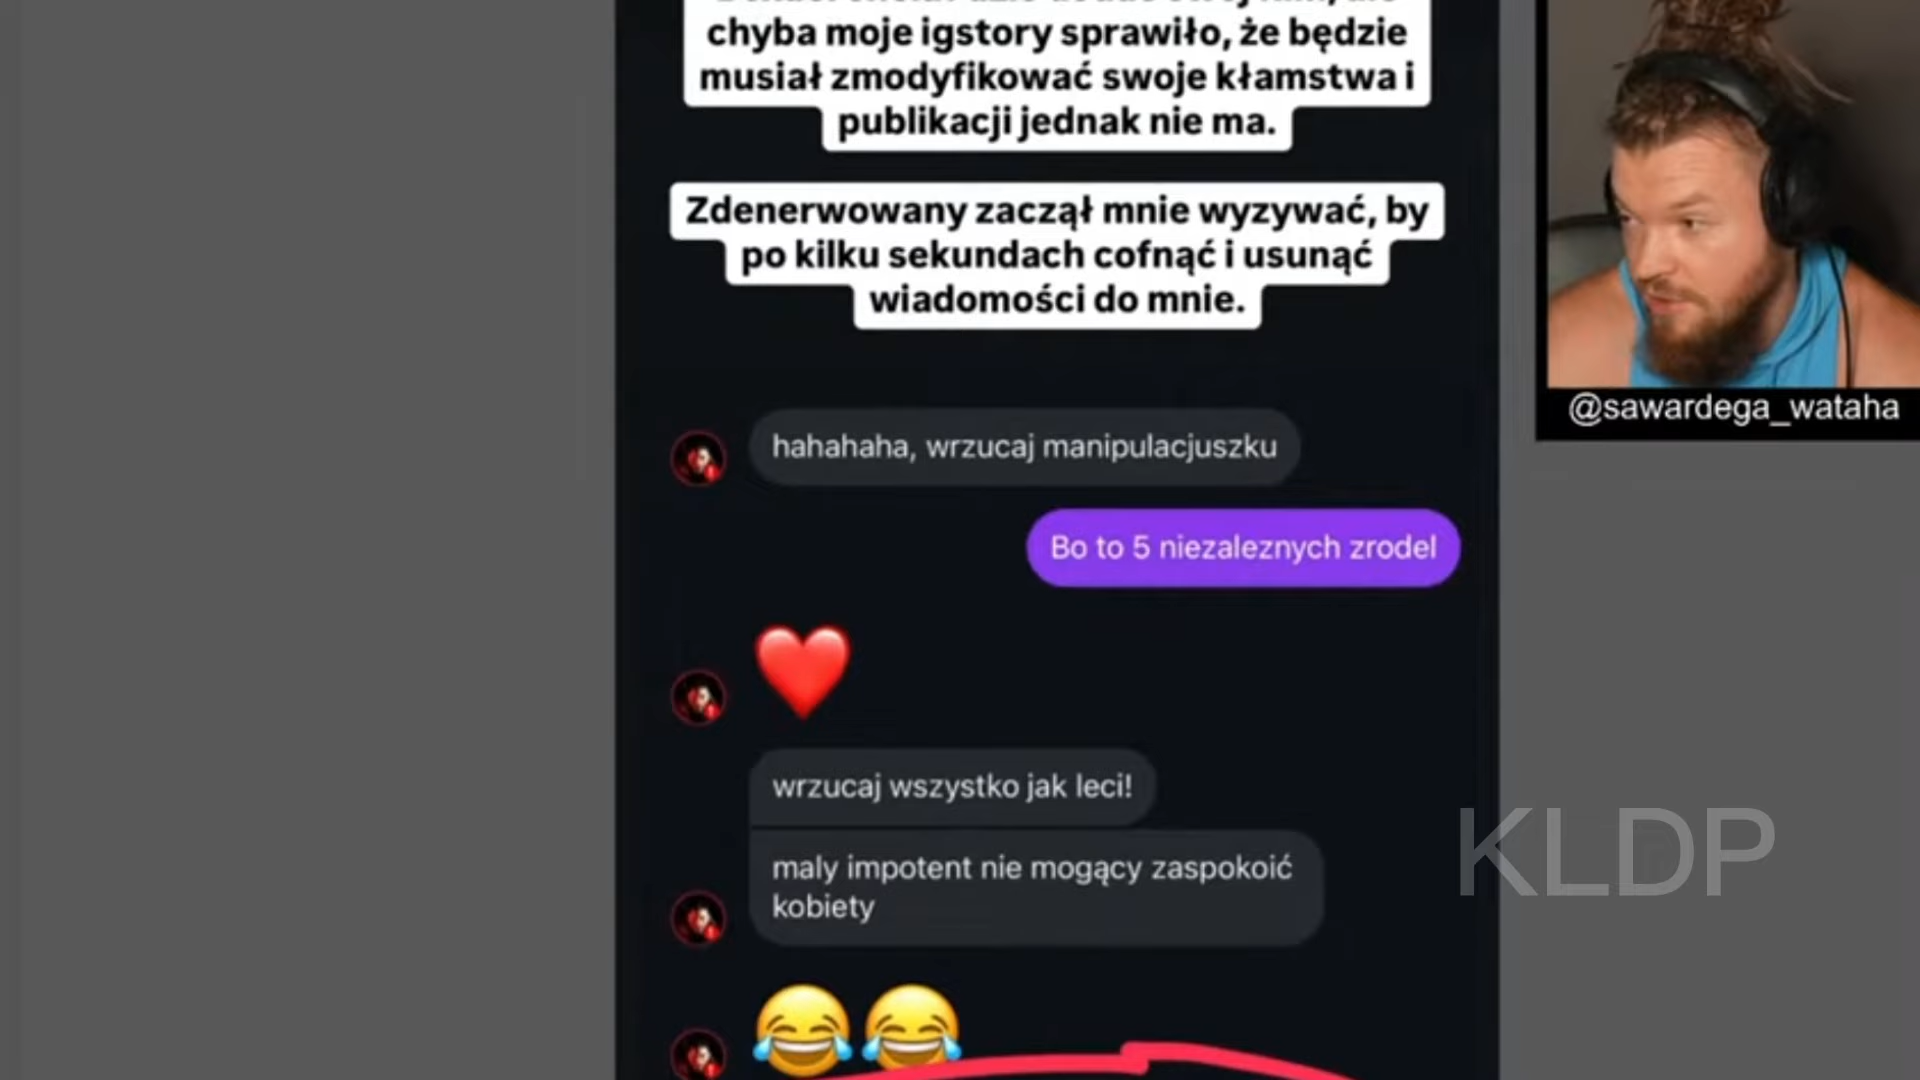 chyba moje igstory sprawiło, że będzie
musiał zmodyfikować swoje kłamstwa i
publikacji jednak nie ma.
Zdenerwowany zaczął mnie wyzywać, by
po kilku sekundach cofnąć i usunąć
wiadomości do mnie.
hahahaha, wrzucaj manipulacjuszku
Bo to 5 niezaleznych zrodel
wrzucaj wszystko jak leci!
maly impotent nie mogący zaspokoić
kobiety
@sawardega_wataha
KLDP